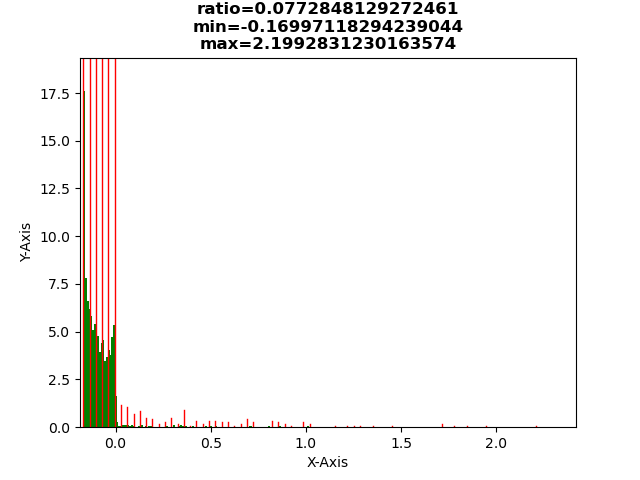 ratio=0.0772848129272461
min=-0.16997118294239044
max=2.1992831230163574
17.5
15.0
12.5
10.0
7.5
5.0
2.5
0.0
Y-Axis
0.0 0.5 1.0 1.5 2.0
X-Axis